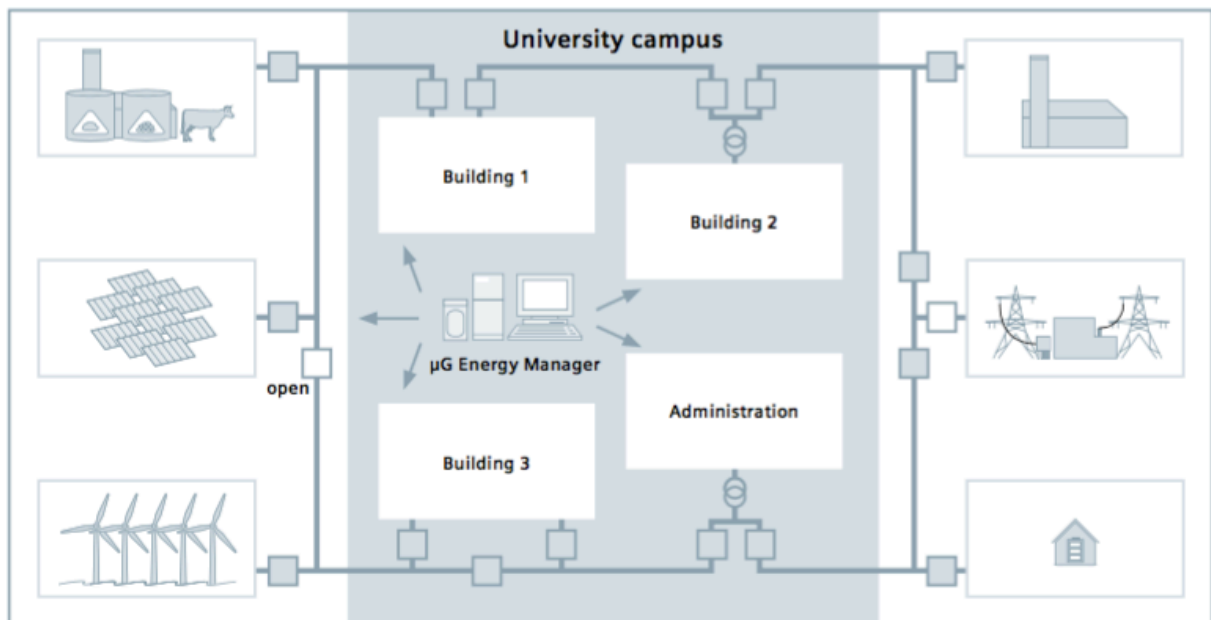 University campus
Building 1
Building 2
µG Energy Manager
open
Administration
Building 3